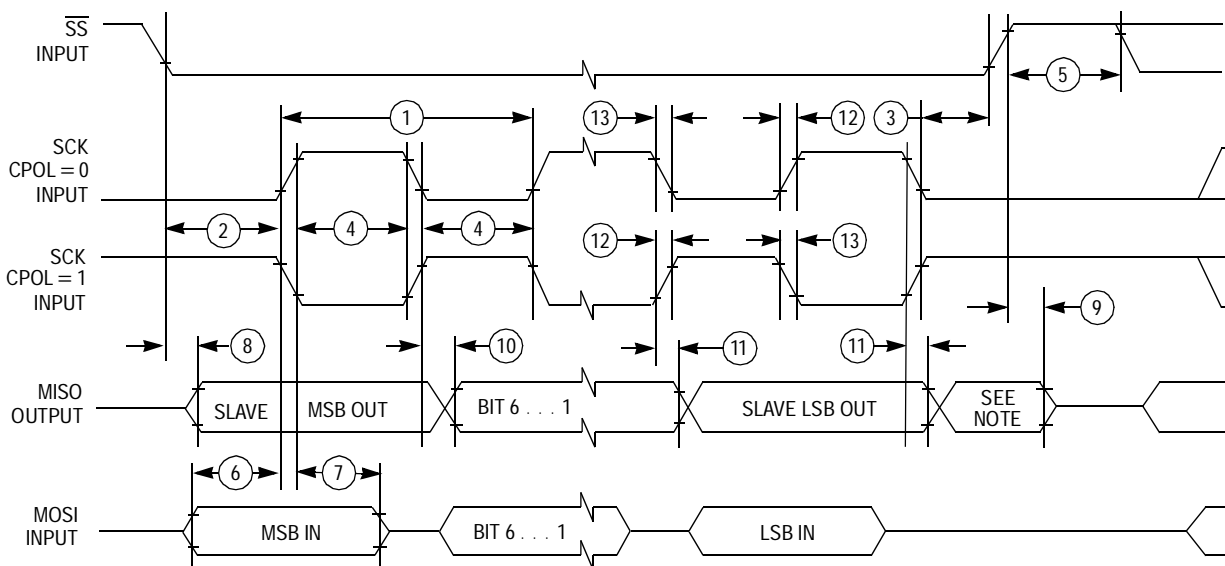 SS
INPUT
5
1
13
12
3
SCK
CPOL = 0
INPUT
2
4
4
12
13
SCK
CPOL = 1
INPUT
9
8
10
11
11
MISO
OUTPUT
SLAVE
MSB OUT
BIT 6 . . . 1
SLAVE LSB OUT
SEE
NOTE
6
7
MOSI
INPUT
MSB IN
BIT 6 . . . 1
LSB IN